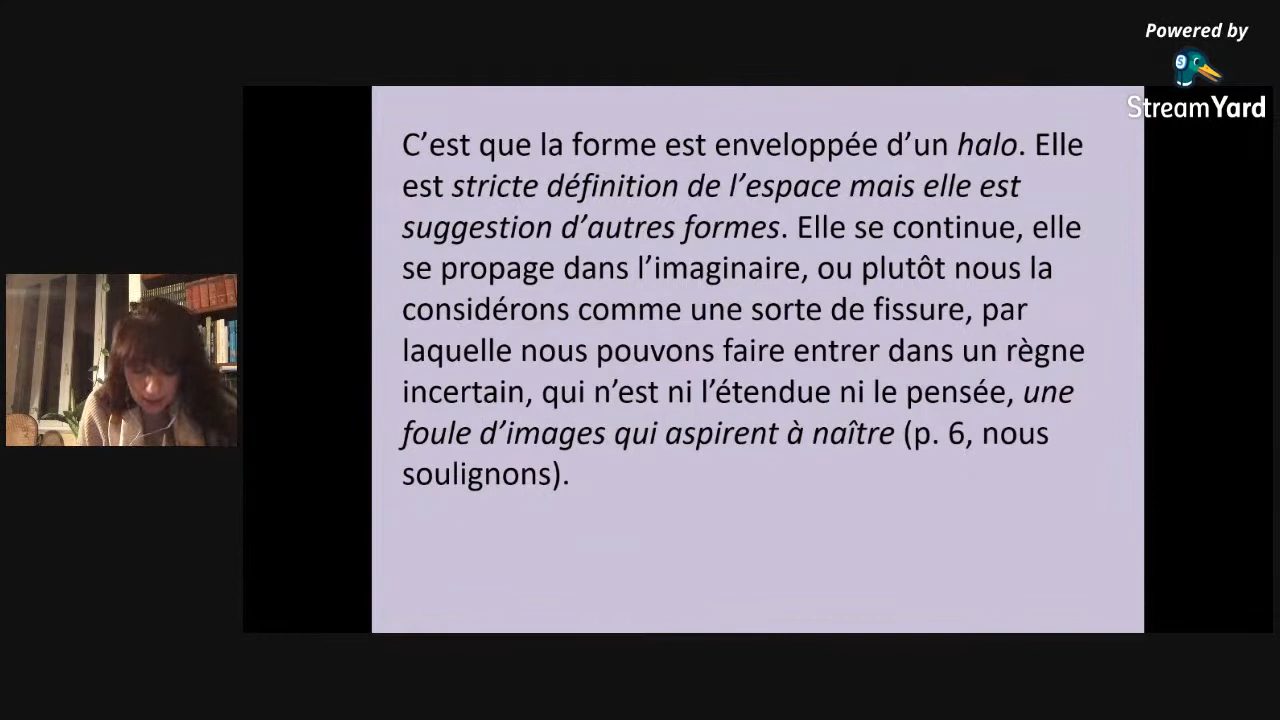 Powered by
StreamYard
C’est que la forme est enveloppée d’un halo. Elle
est stricte définition de l’espace mais elle est
suggestion d’autres formes. Elle se continue, elle
se propage dans l’imaginaire, ou plutôt nous la
considérons comme une sorte de fissure, par
laquelle nous pouvons faire entrer dans un règne
incertain, qui n’est ni l’étendue ni le pensée, une
foule d’images qui aspirent à naître (p. 6, nous
soulignons).